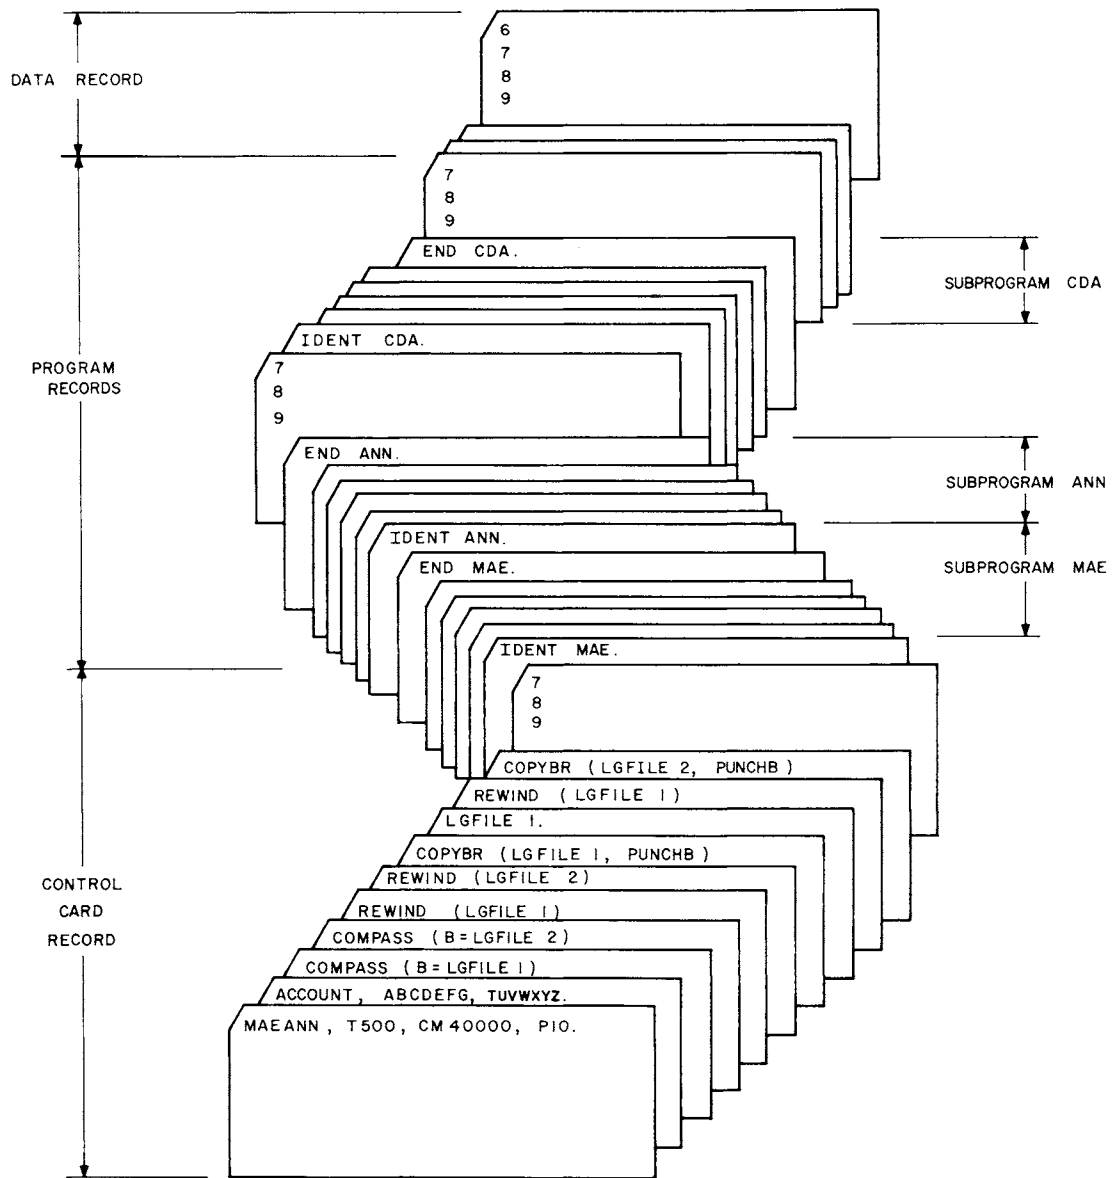 6
7
8
9
DATA RECORD
7
8
9
END CDA.
SUBPROGRAM CDA
IDENT CDA.
PROGRAM
RECORDS
7
8
9
END ANN.
SUBPROGRAM ANN
IDENT ANN.
END MAE.
SUBPROGRAM MAE
IDENT MAE.
7
8
9
COPYBR (LGFILE 2, PUNCHB)
REWIND (LGFILE 1)
LGFILE 1.
COPYBR (LGFILE 1, PUNCHB)
REWIND (LGFILE 2)
CONTROL
CARD
RECORD
REWIND (LGFILE 1)
COMPASS (B=LGFILE 2)
COMPASS (B=LGFILE 1)
ACCOUNT, ABCDEFG, TUVWXYZ.
MAEANN, T500, CM 40000, P10.